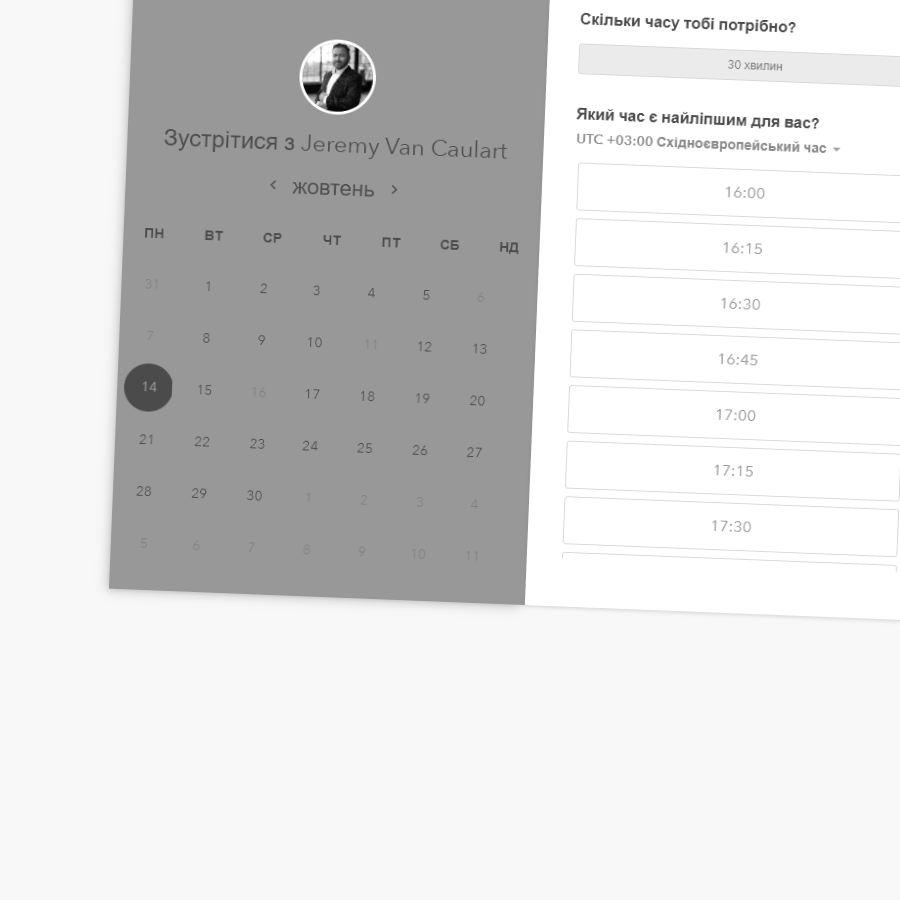 Зустрітися з Jeremy Van Caulart
жовтень
ПН ВТ СР ЧТ ПТ СБ НД
31 1 2 3 4 5 6
7 8 9 10 11 12 13
14 15 16 17 18 19 20
21 22 23 24 25 26 27
28 29 30 1 2 3 4
5 6 7 8 9 10 11
Скільки часу тобі потрібно?
30 хвилин
Який час є найліпшим для вас?
UTC +03:00 Східноєвропейський час
16:00
16:15
16:30
16:45
17:00
17:15
17:30